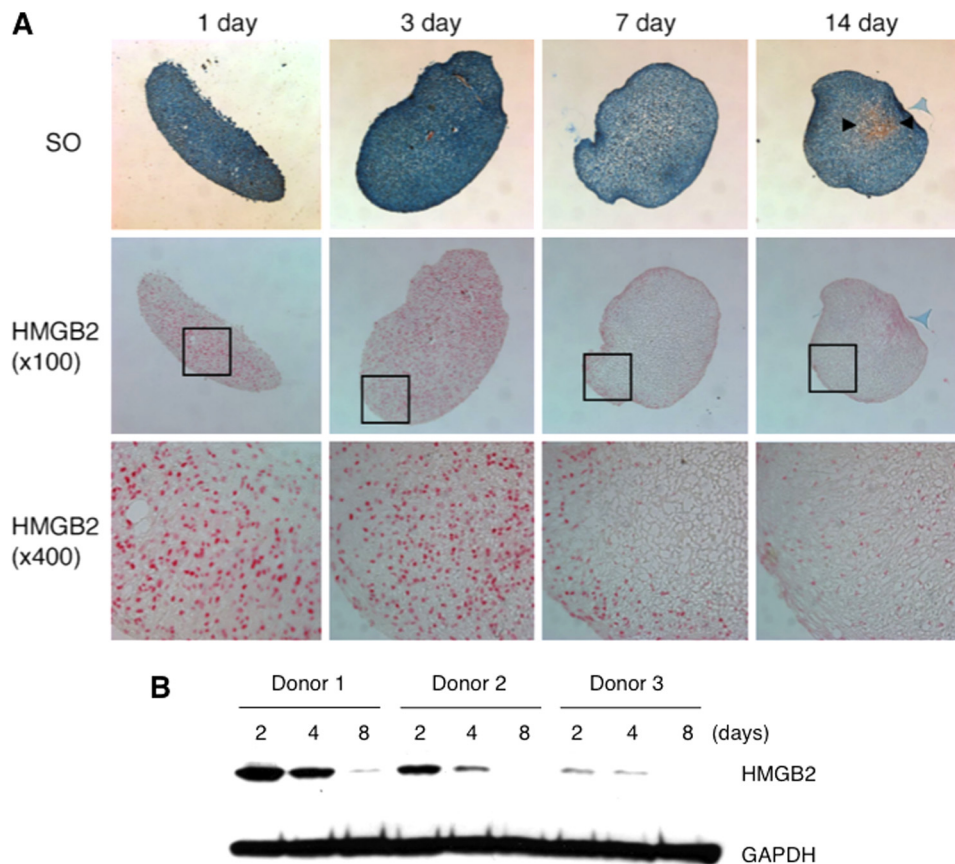 A
1 day 3 day 7 day 14 day
SO
HMGB2
(x100)
HMGB2
(x400)
B
Donor 1 Donor 2 Donor 3
2 4 8 2 4 8 2 4 8 (days)
HMGB2
GAPDH